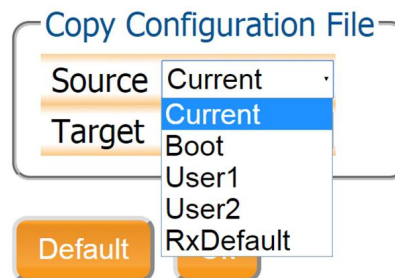 Copy Configuration File
Source Current
Current
Target
Boot
User1
User2
RxDefault
Default